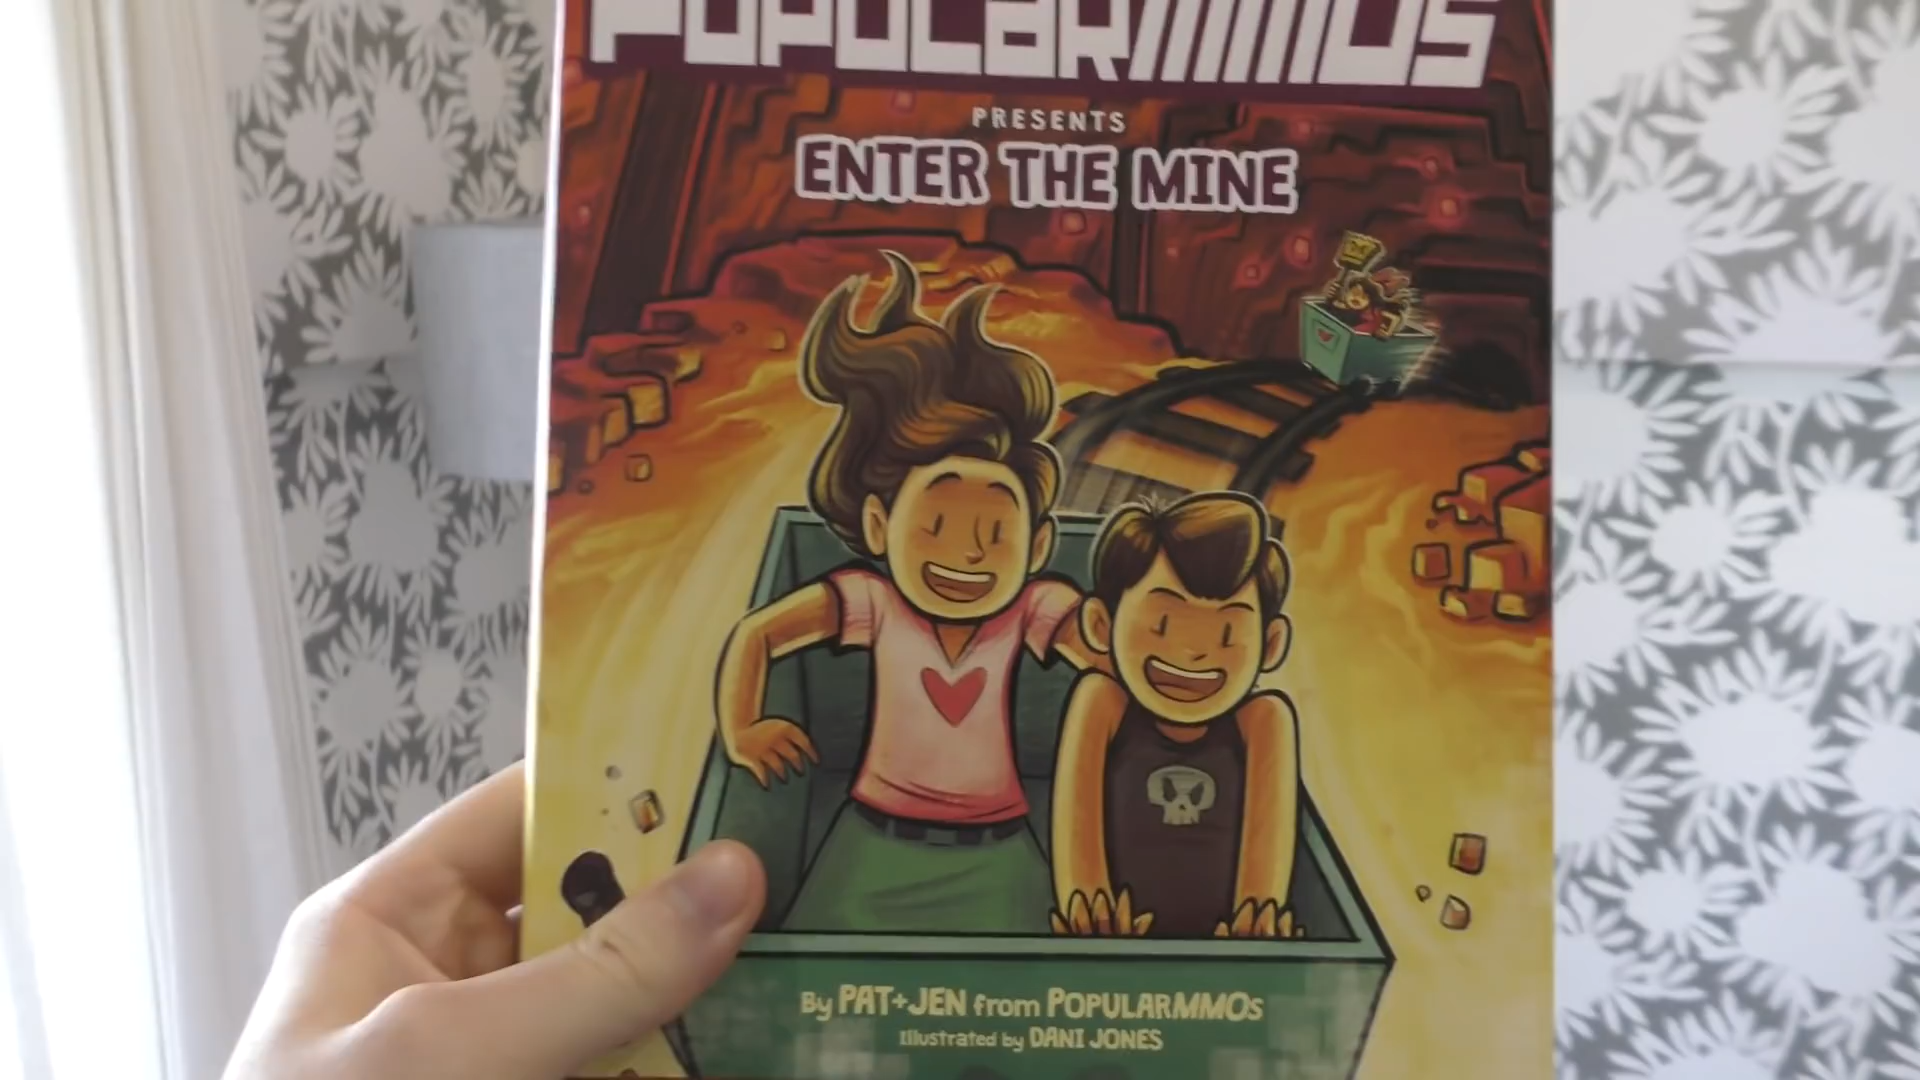 POPULARMMOS
PRESENTS
ENTER THE MINE
By PAT+JEN from POPULARMMOs
Illustrated by DANI JONES